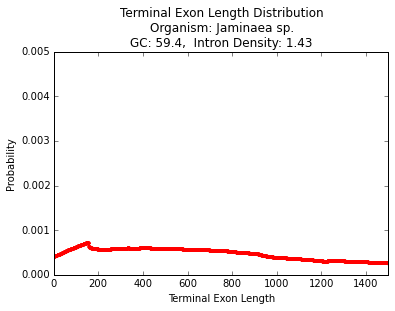 Terminal Exon Length Distribution
Organism: Jaminaea sp.
GC: 59.4,  Intron Density: 1.43
0.005
0.004
0.003
0.002
0.001
0.000
Probability
0 200 400 600 800 1000 1200 1400
Terminal Exon Length